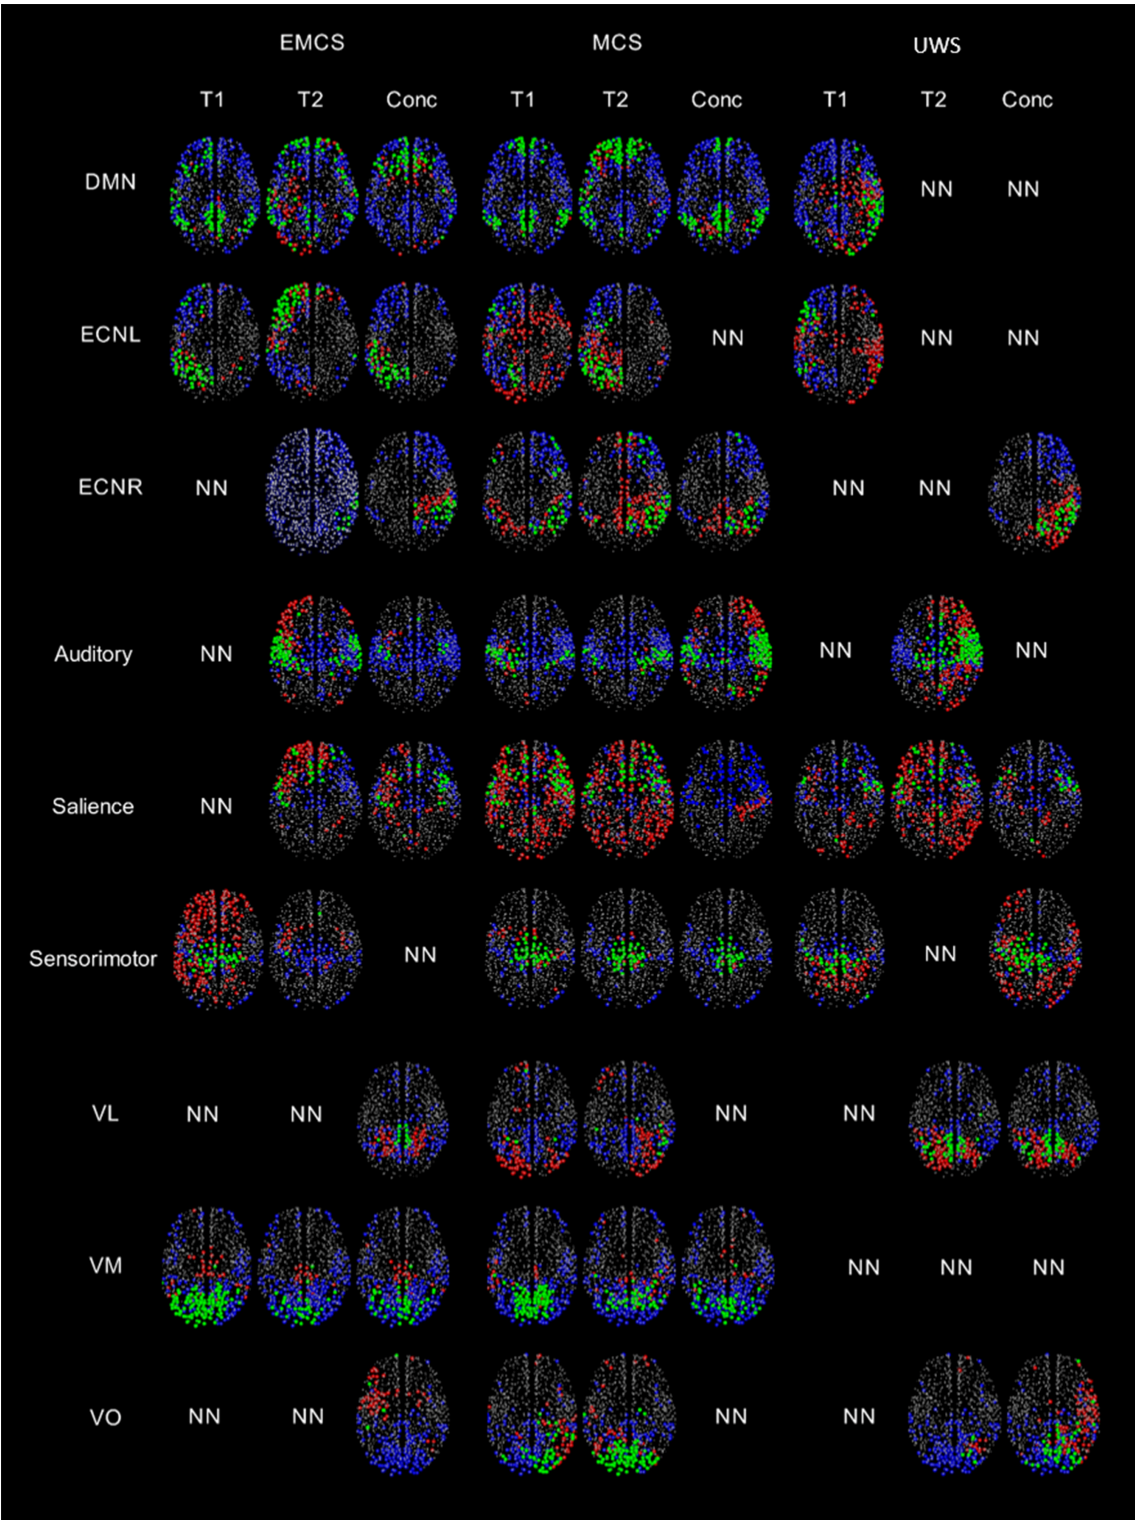 EMCS MCS UWS
T1 T2 Conc T1 T2 Conc T1 T2 Conc
DMN NN NN
ECNL NN NN NN
ECNR NN NN NN
Auditory NN NN NN
Salience NN
Sensorimotor NN NN
VL NN NN NN NN
VM NN NN NN
VO NN NN NN NN